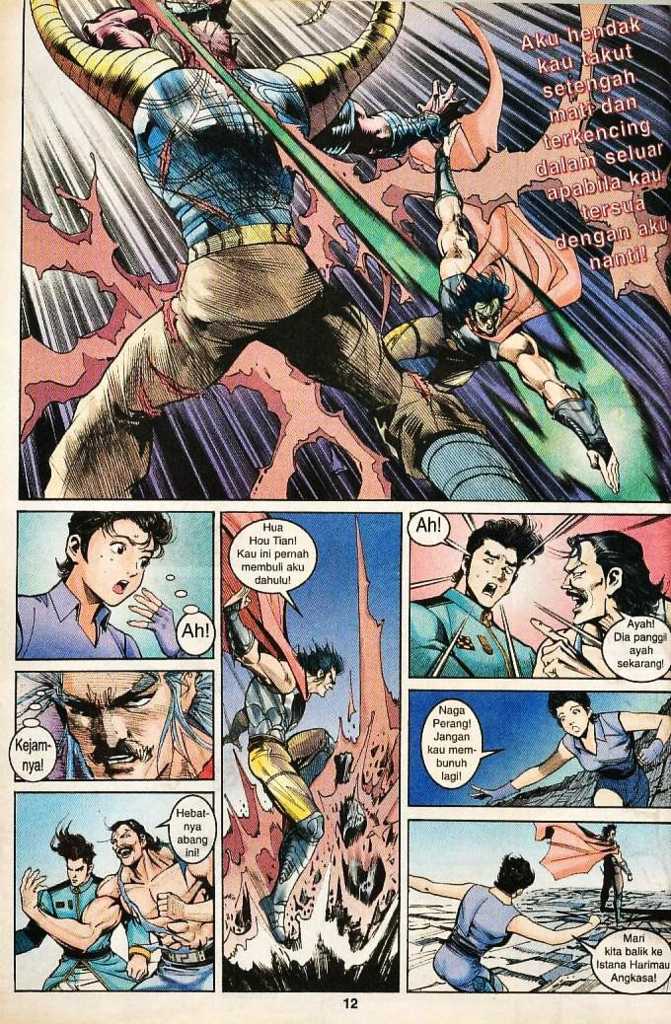 Aku hendak
kau takut
setengah
mati dan
terkencing
dalam seluar
apabila kau
tersua
dengan aku
nanti!
Ah!
Kejam-
nya!
Hebat-
nya abang
ini!
Hua
Hou Tian!
Kau ini pernah
membuli aku
dahulu!
Ah!
Ayah!
Dia panggil
ayah
sekarang!
Naga
Perang!
Jangan
kau mem-
bunuh
lagi!
Mari
kita balik ke
Istana Harimau
Angkasa!
12